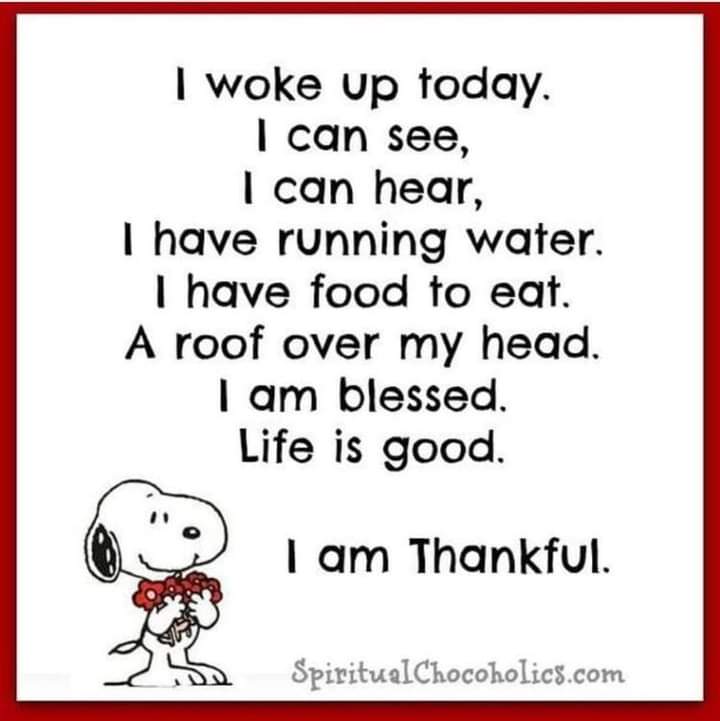 I woke up today.
I can see,
I can hear,
I have running water.
I have food to eat.
A roof over my head.
I am blessed.
Life is good.
I am Thankful.
SpiritualChocoholics.com